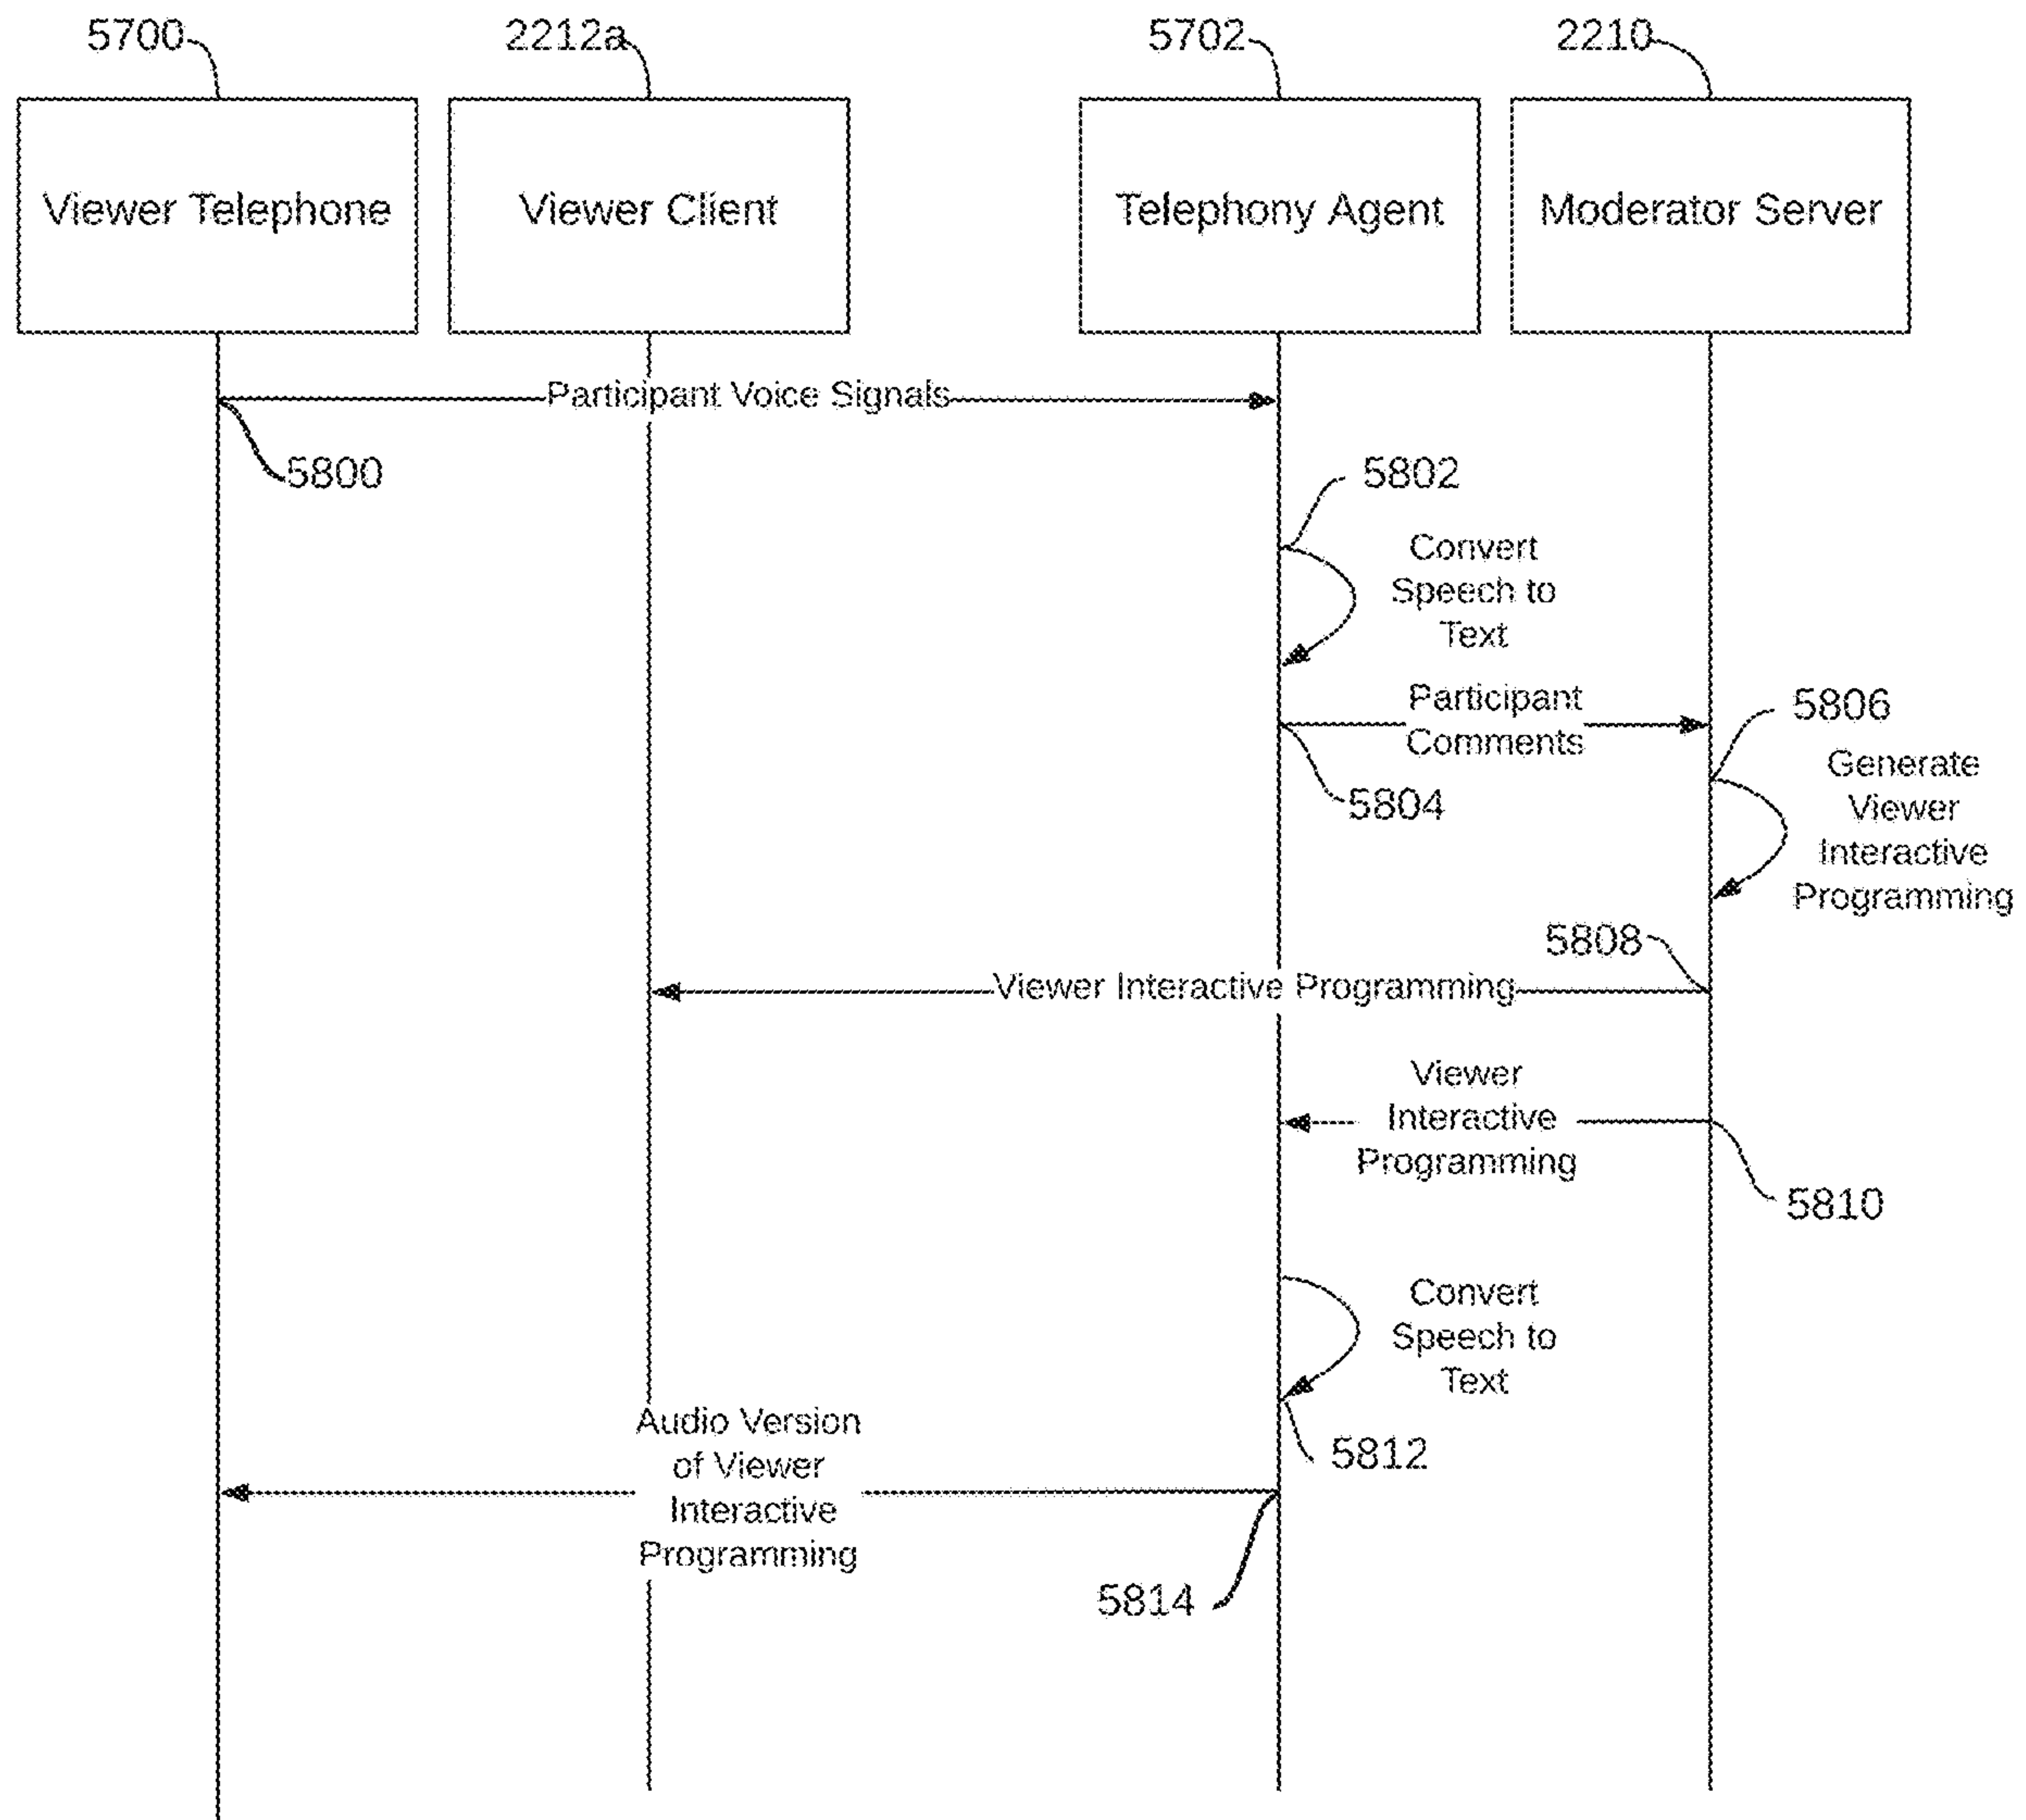 5700
2212a
5702
2210
Viewer Telephone
Viewer Client
Telephony Agent
Moderator Server
Participant Voice Signals
5800
5802
Convert
Speech to
Text
Participant
Comments
5804
5806
Generate
Viewer
Interactive
Programming
5808
Viewer Interactive Programming
Viewer
Interactive
Programming
5810
Convert
Speech to
Text
5812
Audio Version
of Viewer
Interactive
Programming
5814